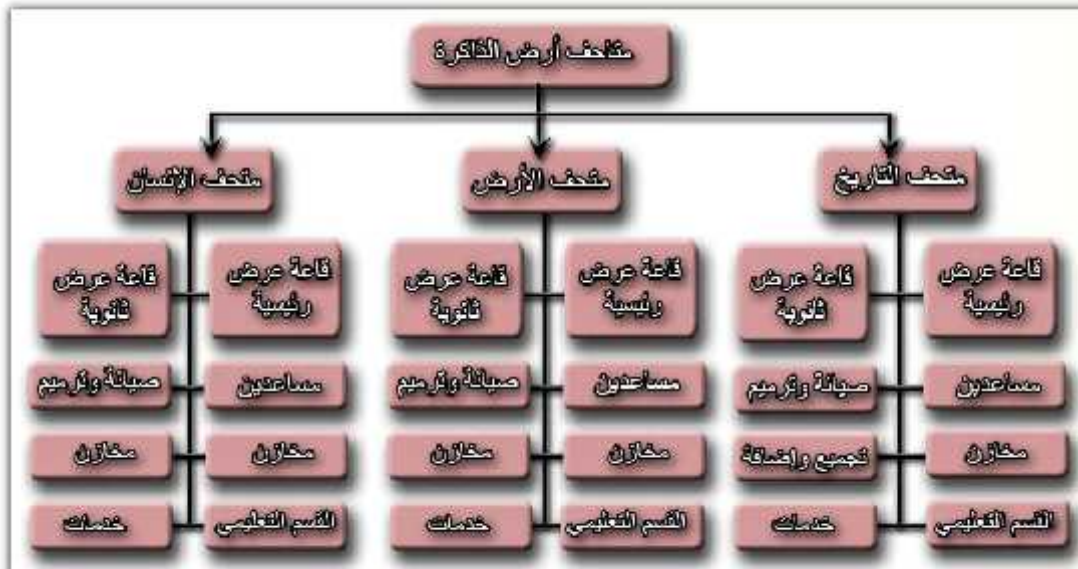 متاحف أرض الذاكرة
متحف التاريخ
متحف الأرض
متحف الإنسان
قاعة عرض
رئيسية
قاعة عرض
ثانوية
قاعة عرض
رئيسية
قاعة عرض
ثانوية
قاعة عرض
رئيسية
قاعة عرض
ثانوية
مساعدين
صيانة وترميم
مساعدين
صيانة وترميم
مساعدين
صيانة وترميم
مخازن
تجميع وإضافة
مخازن
مخازن
مخازن
مخازن
القسم التعليمي
خدمات
القسم التعليمي
خدمات
القسم التعليمي
خدمات